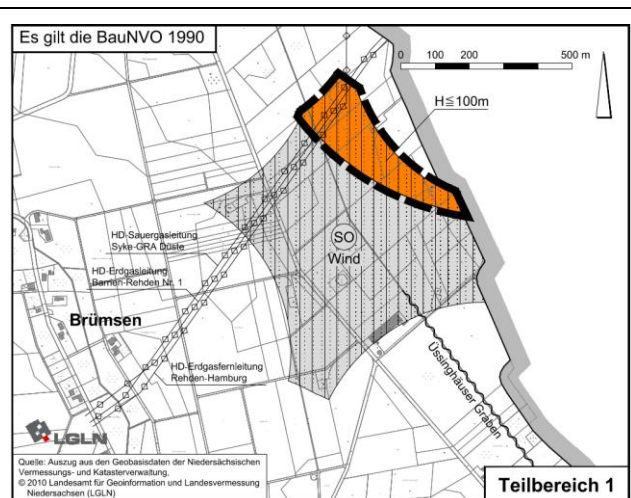 Es gilt die BauNVO 1990
0 100 200 500 m
H≦100m
HD-Sauergasleitung
Syke-GRA Düste
HD-Erdgasleitung
Barrien-Rehden Nr. 1
SO
Wind
Brümsen
HD-Erdgasfernleitung
Rehden-Hamburg
Üssinghäuser Graben
LGLN
Quelle: Auszug aus den Geobasisdaten der Niedersächsischen
Vermessungs- und Katasterverwaltung,
© 2010 Landesamt für Geoinformation und Landesvermessung
Niedersachsen (LGLN)
Teilbereich 1